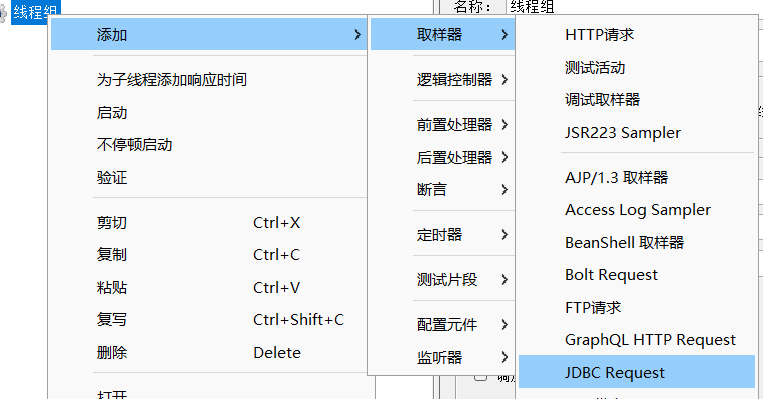 线程组
名称： 线程组
添加
为子线程添加响应时间
启动
不停顿启动
验证
剪切 Ctrl+X
复制 Ctrl+C
粘贴 Ctrl+V
复写 Ctrl+Shift+C
删除 Delete
打开
取样器
逻辑控制器
前置处理器
后置处理器
断言
定时器
测试片段
配置元件
监听器
HTTP请求
测试活动
调试取样器
JSR223 Sampler
AJP/1.3 取样器
Access Log Sampler
BeanShell 取样器
Bolt Request
FTP请求
GraphQL HTTP Request
JDBC Request